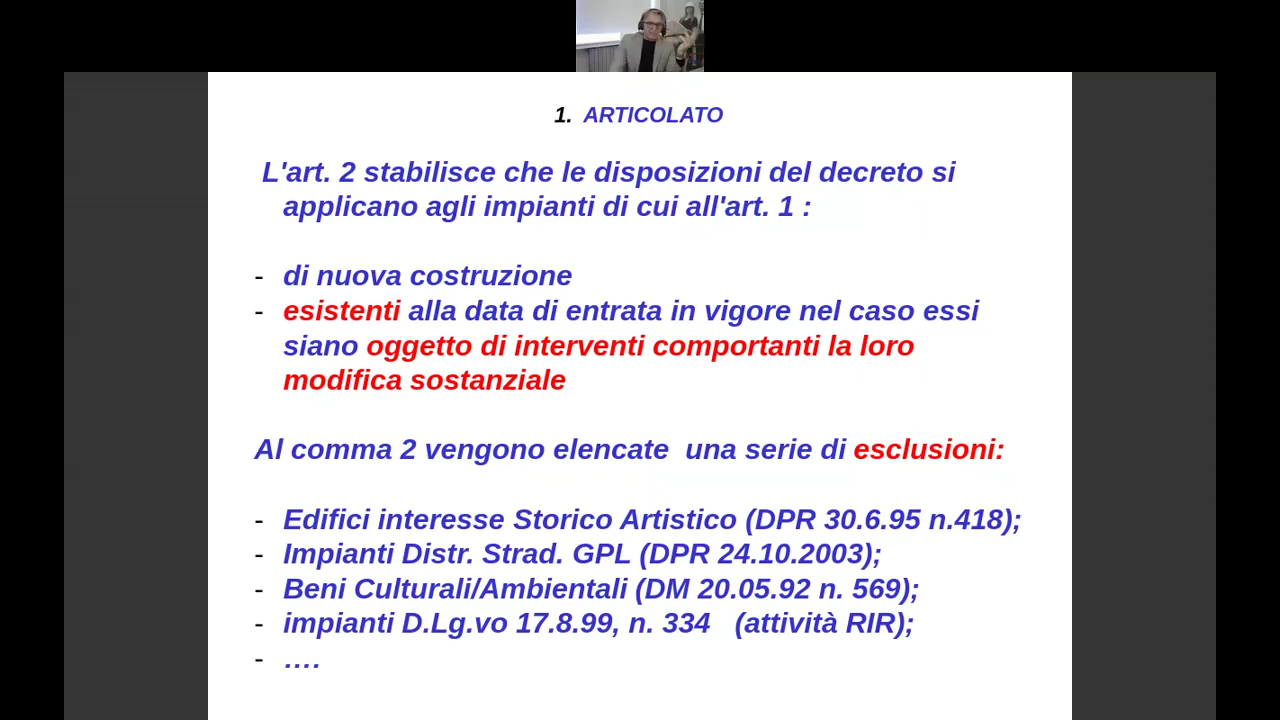 1. ARTICOLATO
L'art. 2 stabilisce che le disposizioni del decreto si
applicano agli impianti di cui all'art. 1 :
- di nuova costruzione
- esistenti alla data di entrata in vigore nel caso essi
siano oggetto di interventi comportanti la loro
modifica sostanziale
Al comma 2 vengono elencate  una serie di esclusioni:
- Edifici interesse Storico Artistico (DPR 30.6.95 n.418);
- Impianti Distr. Strad. GPL (DPR 24.10.2003);
- Beni Culturali/Ambientali (DM 20.05.92 n. 569);
- impianti D.Lg.vo 17.8.99, n. 334   (attività RIR);
- ....